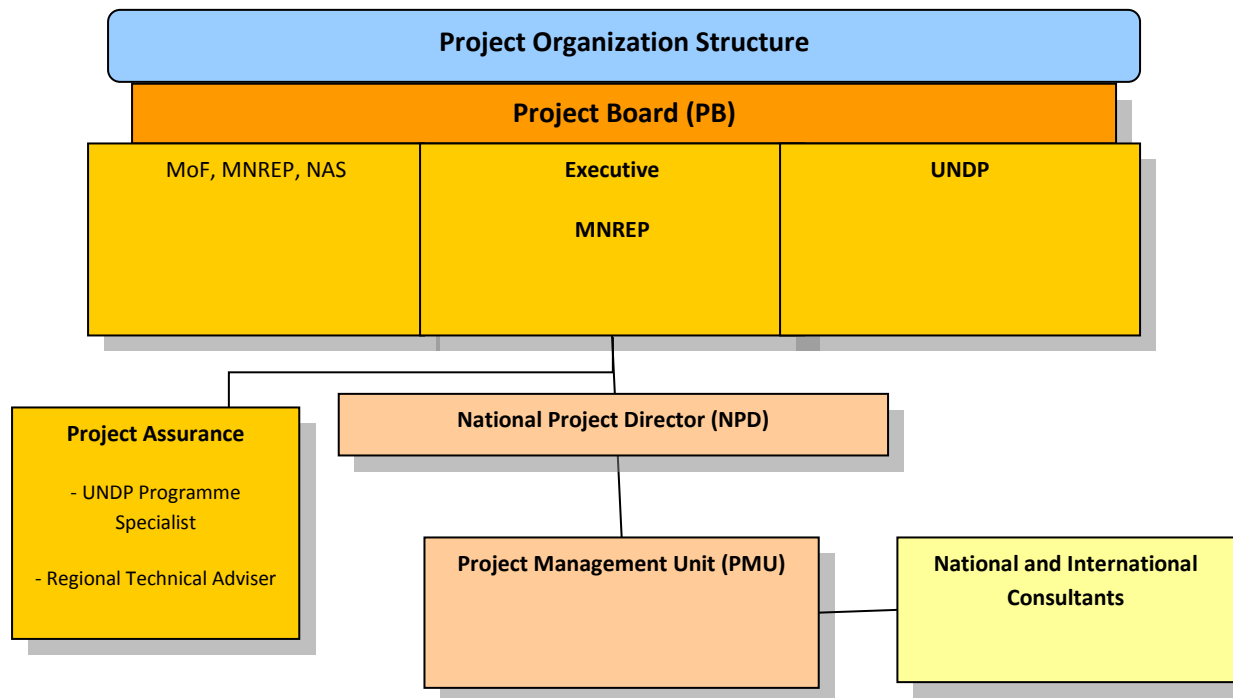 Project Organization Structure
Project Board (PB)
MoF, MNREP, NAS
Executive
MNREP
UNDP
Project Assurance
- UNDP Programme
Specialist
- Regional Technical Adviser
National Project Director (NPD)
Project Management Unit (PMU)
National and International
Consultants